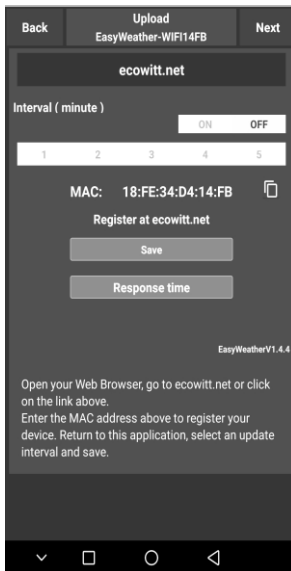 Back
Upload
EasyWeather-WIFI14FB
Next
ecowitt.net
Interval ( minute )
ON OFF
1 2 3 4 5
MAC: 18:FE:34:D4:14:FB
Register at ecowitt.net
Save
Response time
EasyWeatherV1.4.4
Open your Web Browser, go to ecowitt.net or click
on the link above.
Enter the MAC address above to register your
device. Return to this application, select an update
interval and save.